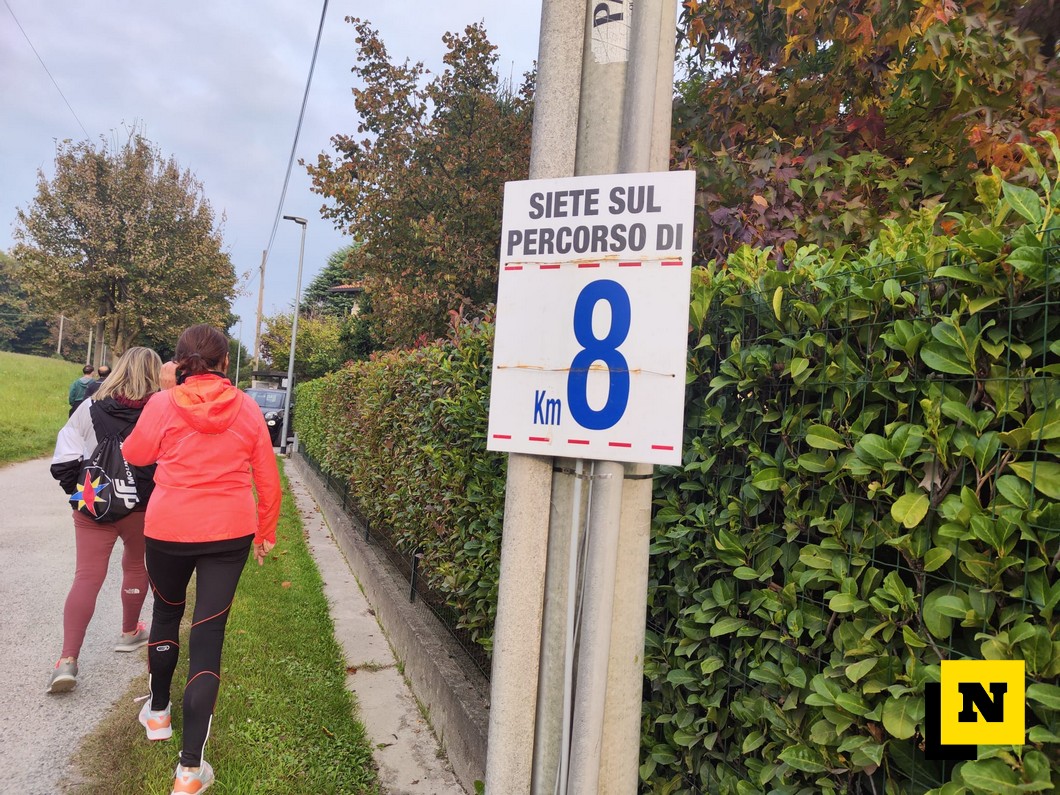 SIETE SUL
PERCORSO DI
Km 8
N